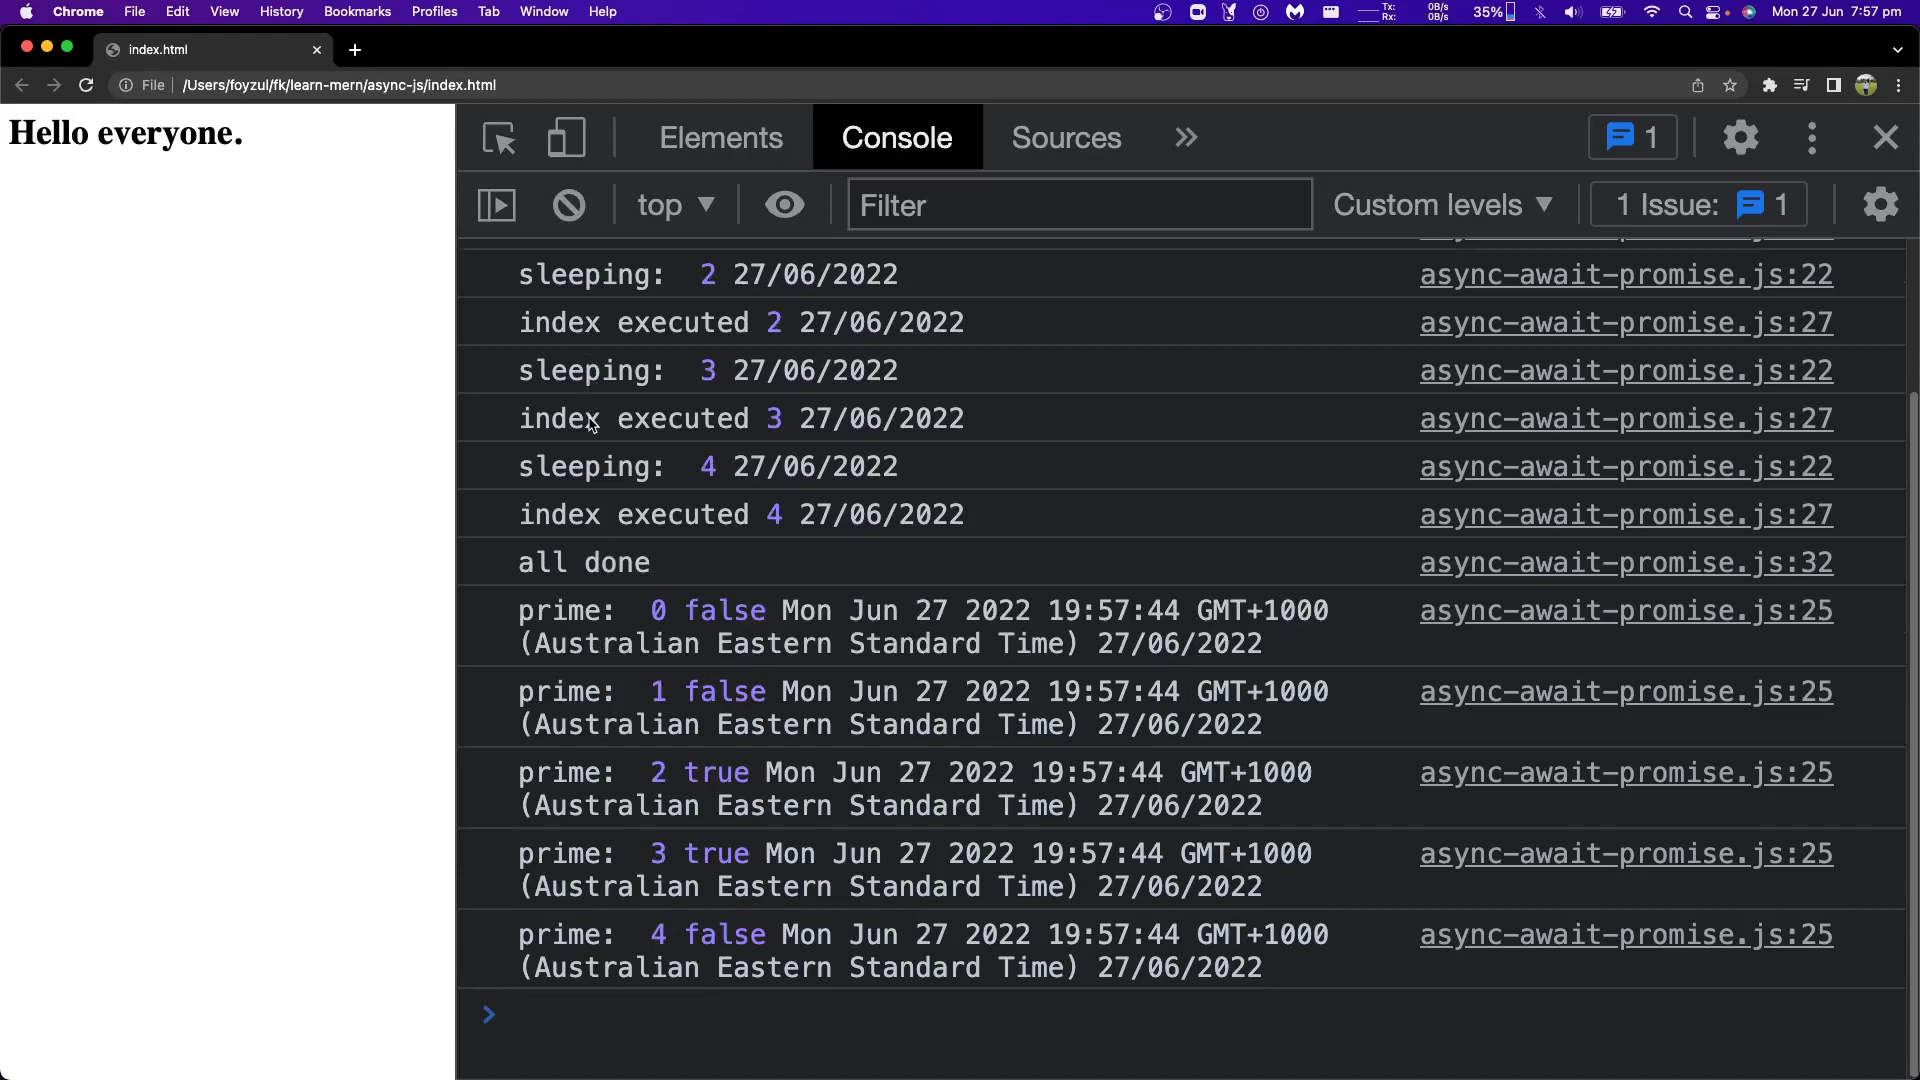 Chrome File Edit View History Bookmarks Profiles Tab Window Help Tx: Rx: 0B/s 0B/s 35% Mon 27 Jun 7:57 pm
index.html
File /Users/foyzul/fk/learn-mern/async-js/index.html
Hello everyone.
Elements Console Sources 1
top Filter Custom levels 1 Issue: 1
sleeping: 2 27/06/2022 async-await-promise.js:22
index executed 2 27/06/2022 async-await-promise.js:27
sleeping: 3 27/06/2022 async-await-promise.js:22
index executed 3 27/06/2022 async-await-promise.js:27
sleeping: 4 27/06/2022 async-await-promise.js:22
index executed 4 27/06/2022 async-await-promise.js:27
all done async-await-promise.js:32
prime: 0 false Mon Jun 27 2022 19:57:44 GMT+1000 async-await-promise.js:25
(Australian Eastern Standard Time) 27/06/2022
prime: 1 false Mon Jun 27 2022 19:57:44 GMT+1000 async-await-promise.js:25
(Australian Eastern Standard Time) 27/06/2022
prime: 2 true Mon Jun 27 2022 19:57:44 GMT+1000 async-await-promise.js:25
(Australian Eastern Standard Time) 27/06/2022
prime: 3 true Mon Jun 27 2022 19:57:44 GMT+1000 async-await-promise.js:25
(Australian Eastern Standard Time) 27/06/2022
prime: 4 false Mon Jun 27 2022 19:57:44 GMT+1000 async-await-promise.js:25
(Australian Eastern Standard Time) 27/06/2022